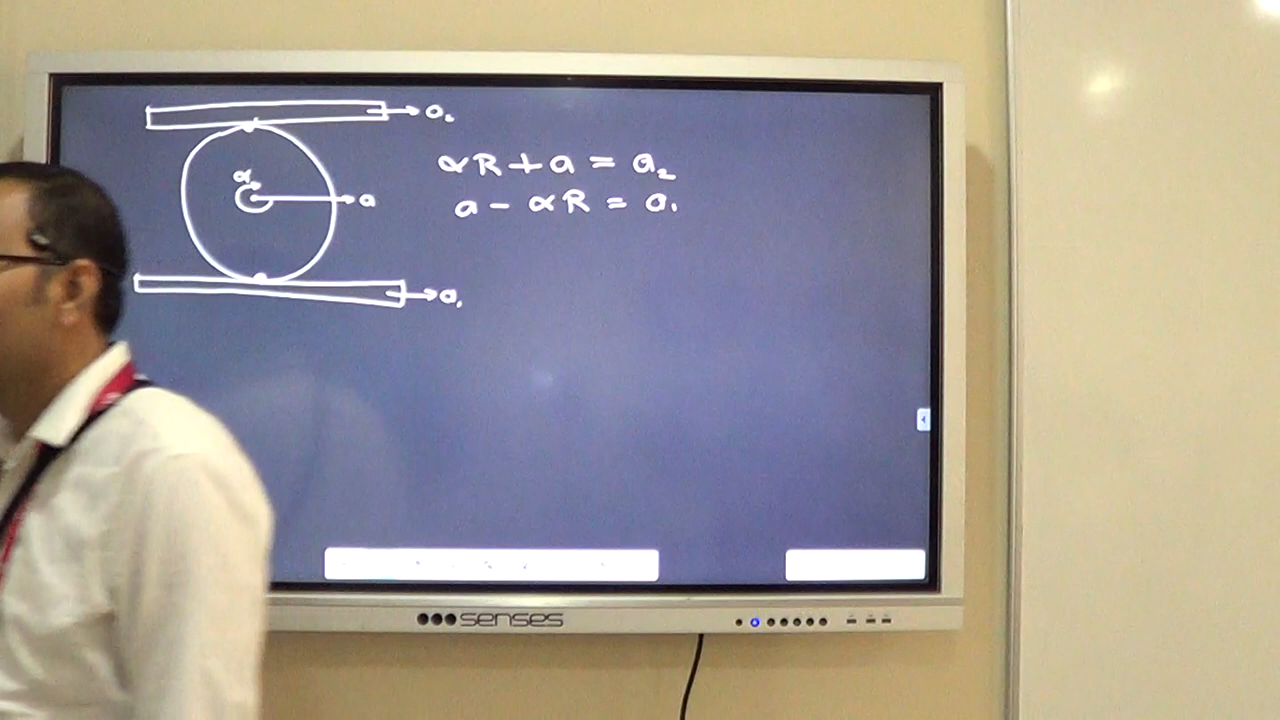 a₂
αR + a = a₂
α
a
a - αR = a₁
a₁
senses